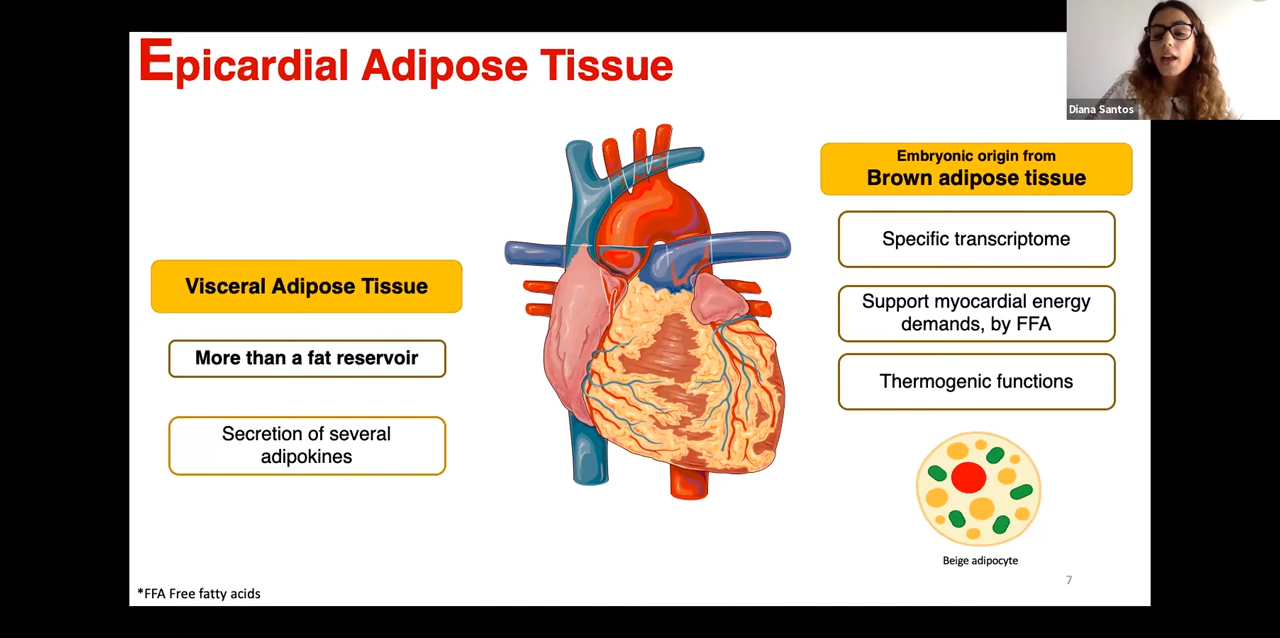 Epicardial Adipose Tissue
Diana Santos
Visceral Adipose Tissue
More than a fat reservoir
Secretion of several
adipokines
Embryonic origin from
Brown adipose tissue
Specific transcriptome
Support myocardial energy
demands, by FFA
Thermogenic functions
Beige adipocyte
7
*FFA Free fatty acids